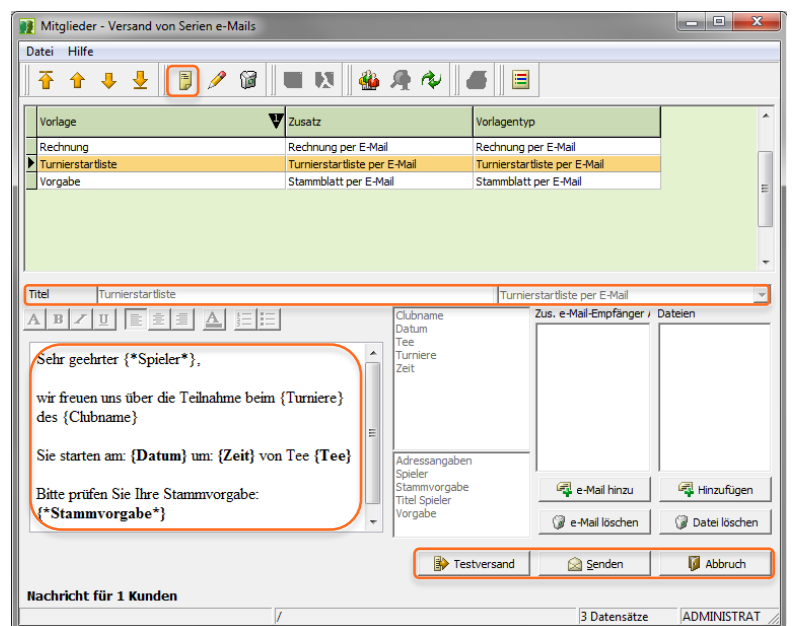 Mitglieder - Versand von Serien e-Mails
Datei Hilfe
Vorlage 1 Zusatz Vorlagentyp
Rechnung Rechnung per E-Mail Rechnung per E-Mail
Turnierstartliste Turnierstartliste per E-Mail Turnierstartliste per E-Mail
Vorgabe Stammblatt per E-Mail Stammblatt per E-Mail
Titel Turnierstartliste Turnierstartliste per E-Mail
A B I U A
Sehr geehrter {*Spieler*},
wir freuen uns über die Teilnahme beim {Turniere}
des {Clubname}
Sie starten am: {Datum} um: {Zeit} von Tee {Tee}
Bitte prüfen Sie Ihre Stammvorgabe:
{*Stammvorgabe*}
Clubname
Datum
Tee
Turniere
Zeit
Adressangaben
Spieler
Stammvorgabe
Titel Spieler
Vorgabe
Zus. e-Mail-Empfänger / Dateien
e-Mail hinzu Hinzufügen
e-Mail löschen Datei löschen
Testversand Senden Abbruch
Nachricht für 1 Kunden
/ 3 Datensätze ADMINISTRAT